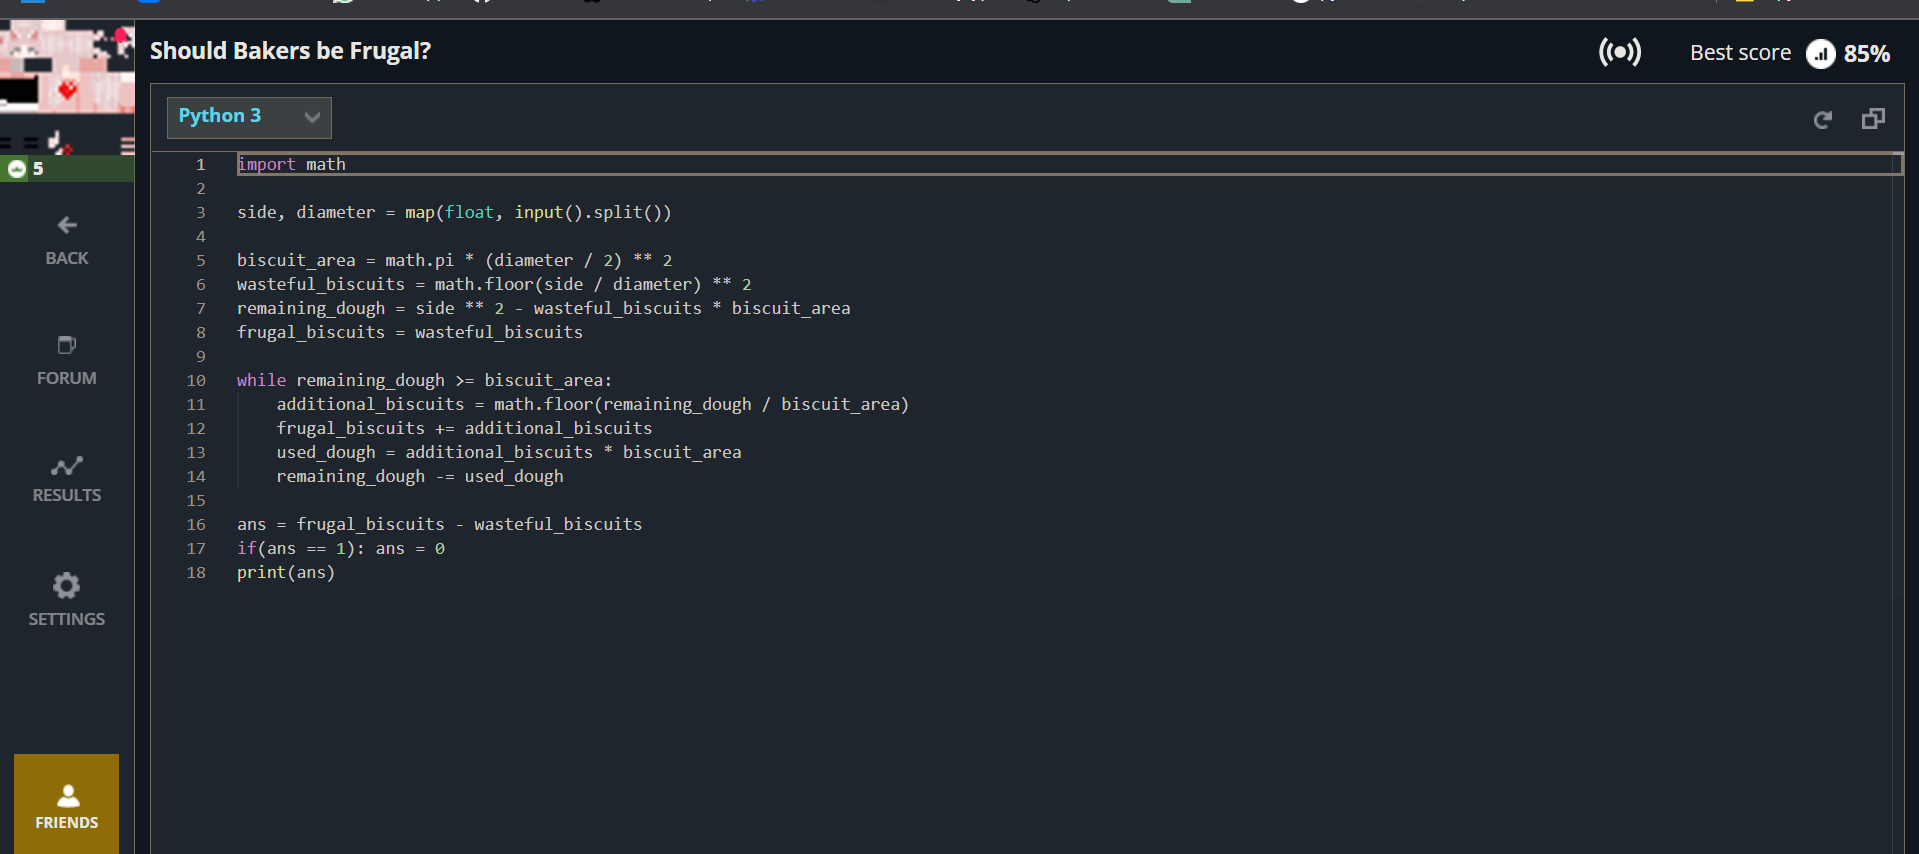 Should Bakers be Frugal?
Best score 85%
Python 3
5
BACK
FORUM
RESULTS
SETTINGS
FRIENDS
1 import math
2
3 side, diameter = map(float, input().split())
4
5 biscuit_area = math.pi * (diameter / 2) ** 2
6 wasteful_biscuits = math.floor(side / diameter) ** 2
7 remaining_dough = side ** 2 - wasteful_biscuits * biscuit_area
8 frugal_biscuits = wasteful_biscuits
9
10 while remaining_dough >= biscuit_area:
11     additional_biscuits = math.floor(remaining_dough / biscuit_area)
12     frugal_biscuits += additional_biscuits
13     used_dough = additional_biscuits * biscuit_area
14     remaining_dough -= used_dough
15
16 ans = frugal_biscuits - wasteful_biscuits
17 if(ans == 1): ans = 0
18 print(ans)